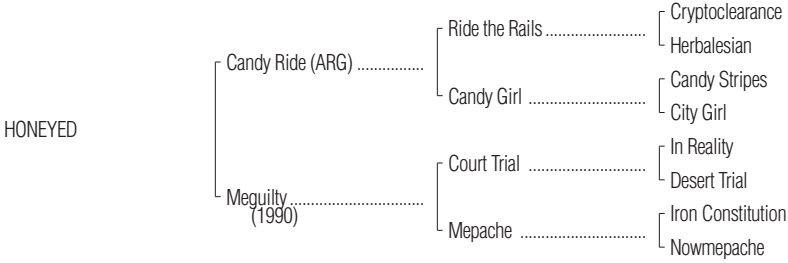 Cryptoclearance
Ride the Rails ........................
Herbalesian
Candy Ride (ARG) ................
Candy Stripes
Candy Girl ............................
City Girl
HONEYED
In Reality
Court Trial ............................
Desert Trial
Meguilty................................
(1990)
Iron Constitution
Mepache ..............................
Nowmepache